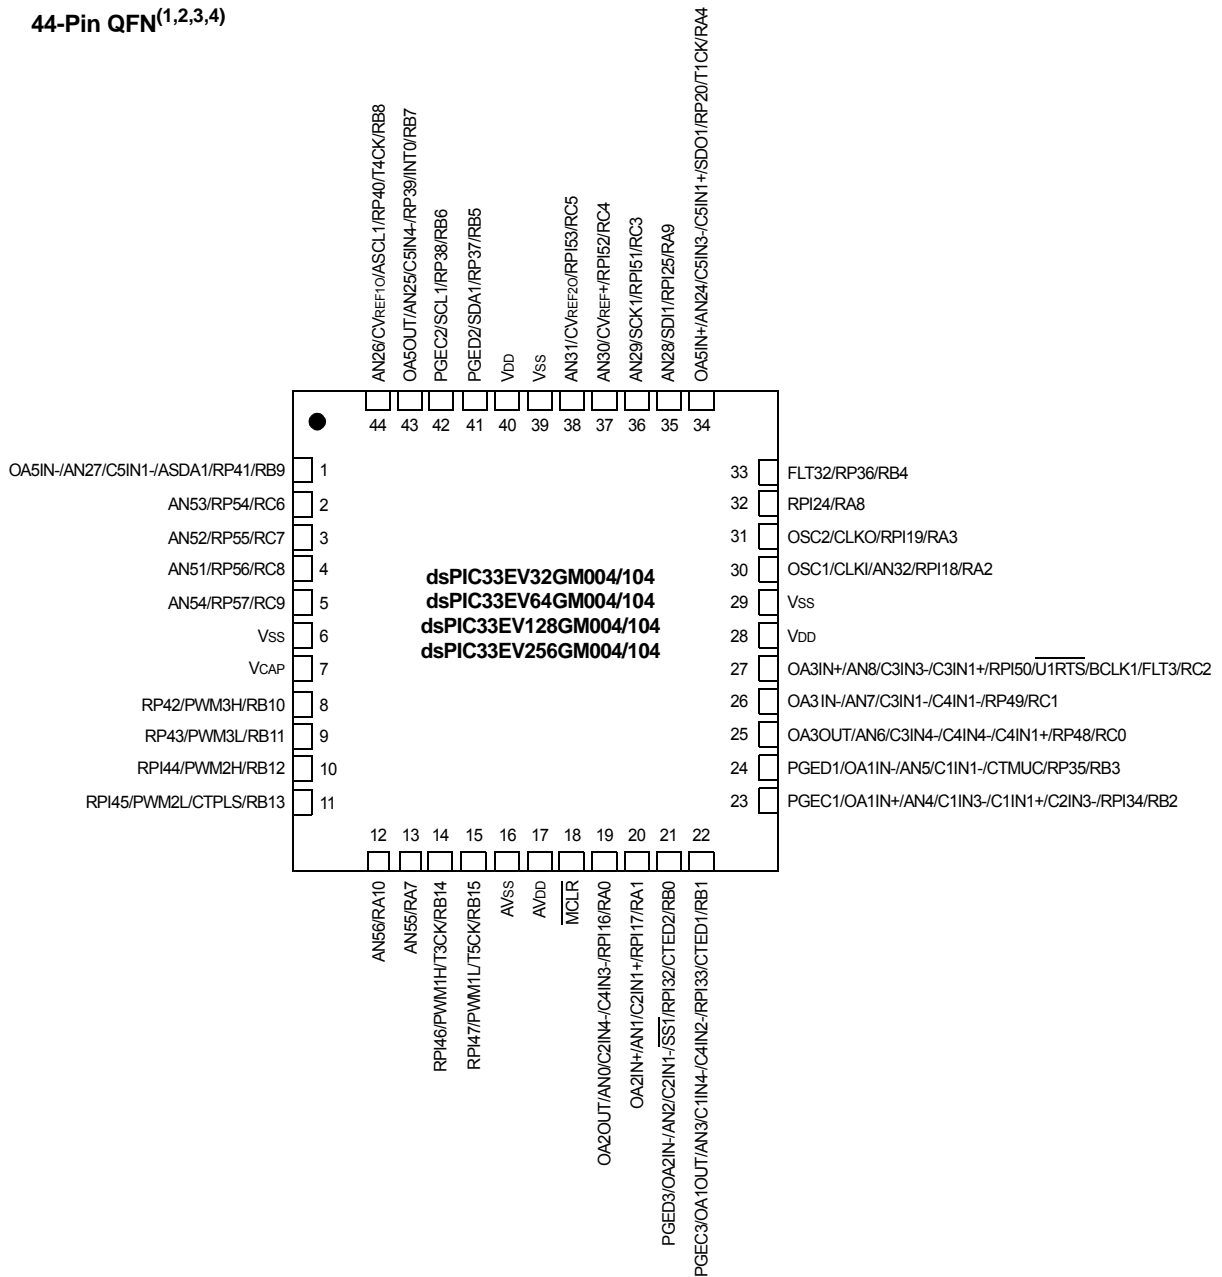 44-Pin QFN(1,2,3,4)
AN26/CVREF1O/ASCL1/RP40/T4CK/RB8
OA5OUT/AN25/C5IN4-/RP39/INT0/RB7
PGEC2/SCL1/RP38/RB6
PGED2/SDA1/RP37/RB5
VDD
VSS
AN31/CVREF2O/RPI53/RC5
AN30/CVREF+/RPI52/RC4
AN29/SCK1/RPI51/RC3
AN28/SDI1/RPI25/RA9
OA5IN+/AN24/C5IN3-/C5IN1+/SDO1/RP20/T1CK/RA4
44 43 42 41 40 39 38 37 36 35 34
OA5IN-/AN27/C5IN1-/ASDA1/RP41/RB9 1
AN53/RP54/RC6 2
AN52/RP55/RC7 3
AN51/RP56/RC8 4
AN54/RP57/RC9 5
VSS 6
VCAP 7
RP42/PWM3H/RB10 8
RP43/PWM3L/RB11 9
RPI44/PWM2H/RB12 10
RPI45/PWM2L/CTPLS/RB13 11
dsPIC33EV32GM004/104
dsPIC33EV64GM004/104
dsPIC33EV128GM004/104
dsPIC33EV256GM004/104
33 FLT32/RP36/RB4
32 RPI24/RA8
31 OSC2/CLKO/RPI19/RA3
30 OSC1/CLKI/AN32/RPI18/RA2
29 VSS
28 VDD
27 OA3IN+/AN8/C3IN3-/C3IN1+/RPI50/U1RTS/BCLK1/FLT3/RC2
26 OA3IN-/AN7/C3IN1-/C4IN1-/RP49/RC1
25 OA3OUT/AN6/C3IN4-/C4IN4-/C4IN1+/RP48/RC0
24 PGED1/OA1IN-/AN5/C1IN1-/CTMUC/RP35/RB3
23 PGEC1/OA1IN+/AN4/C1IN3-/C1IN1+/C2IN3-/RPI34/RB2
12 13 14 15 16 17 18 19 20 21 22
AN56/RA10
AN55/RA7
RPI46/PWM1H/T3CK/RB14
RPI47/PWM1L/T5CK/RB15
AVSS
AVDD
MCLR
OA2OUT/AN0/C2IN4-/C4IN3-/RPI16/RA0
OA2IN+/AN1/C2IN1+/RPI17/RA1
PGED3/OA2IN-/AN2/C2IN1-/SS1/RPI32/CTED2/RB0
PGEC3/OA1OUT/AN3/C1IN4-/C4IN2-/RPI33/CTED1/RB1